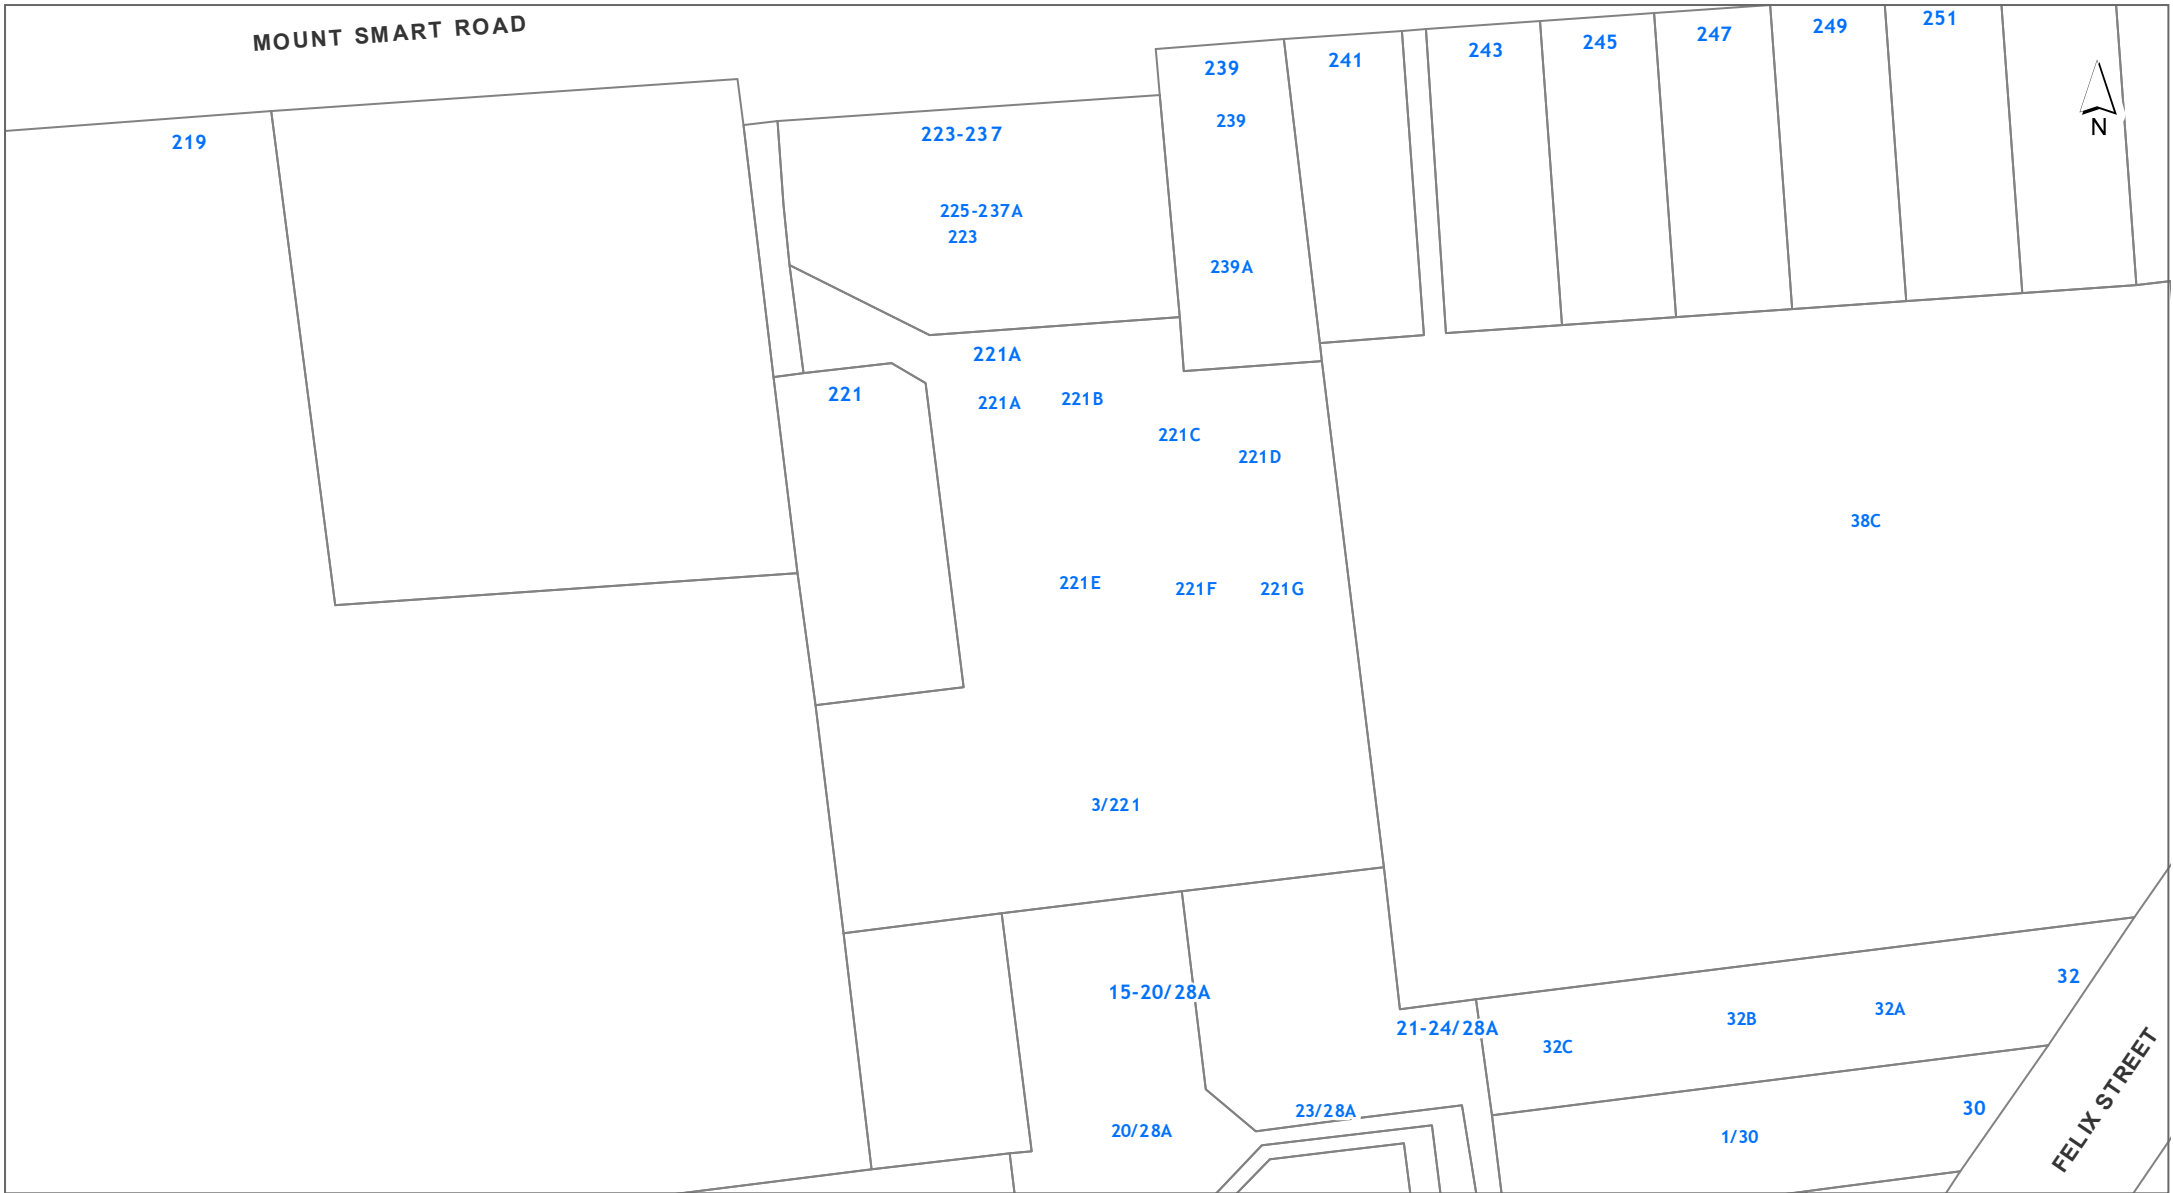 MOUNT SMART ROAD
219
223-237
225-237A
223
239
239
239A
241
243
245
247
249
251
N
221A
221
221A
221B
221C
221D
221E
221F
221G
38C
3/221
15-20/28A
21-24/28A
23/28A
20/28A
32
32A
32B
32C
30
1/30
FELIX STREET